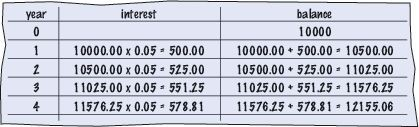 year interest balance
0 10000
1 10000.00 x 0.05 = 500.00 10000.00 + 500.00 = 10500.00
2 10500.00 x 0.05 = 525.00 10500.00 + 525.00 = 11025.00
3 11025.00 x 0.05 = 551.25 11025.00 + 551.25 = 11576.25
4 11576.25 x 0.05 = 578.81 11576.25 + 578.81 = 12155.06